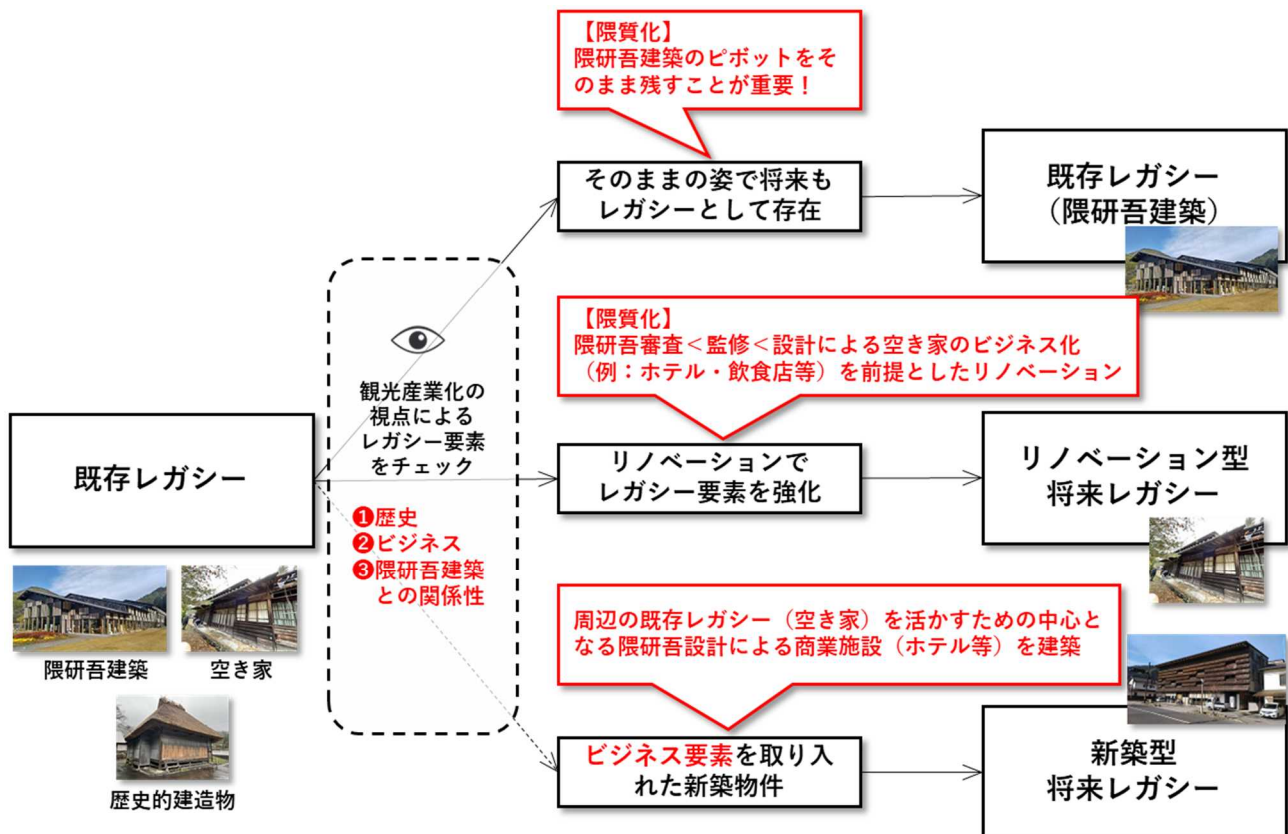 【隈質化】
隈研吾建築のピボットをそ
のまま残すことが重要！
そのままの姿で将来も
レガシーとして存在
既存レガシー
（隈研吾建築）
【隈質化】
隈研吾審査＜監修＜設計による空き家のビジネス化
（例：ホテル・飲食店等）を前提としたリノベーション
観光産業化の
視点による
レガシー要素
をチェック
❶歴史
❷ビジネス
❸隈研吾建築
との関係性
既存レガシー
隈研吾建築
空き家
歴史的建造物
リノベーションで
レガシー要素を強化
リノベーション型
将来レガシー
周辺の既存レガシー（空き家）を活かすための中心と
なる隈研吾設計による商業施設（ホテル等）を建築
ビジネス要素を取り入
れた新築物件
新築型
将来レガシー